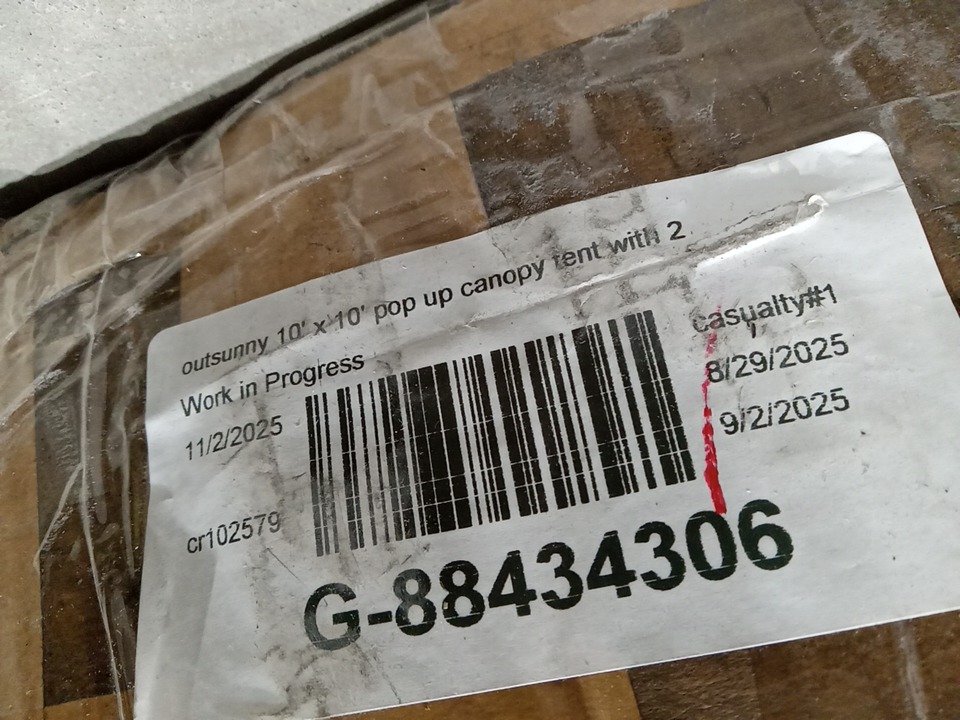 outsunny 10' x 10' pop up canopy tent with 2
Work in Progress
casualty#1
11/2/2025
8/29/2025
9/2/2025
cr102579
G-88434306